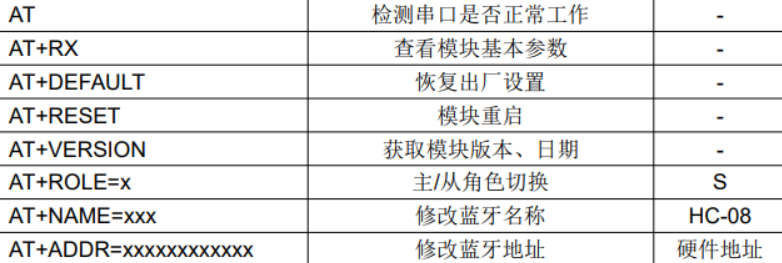 AT 检测串口是否正常工作 -
AT+RX 查看模块基本参数 -
AT+DEFAULT 恢复出厂设置 -
AT+RESET 模块重启 -
AT+VERSION 获取模块版本、日期 -
AT+ROLE=x 主/从角色切换 S
AT+NAME=xxx 修改蓝牙名称 HC-08
AT+ADDR=xxxxxxxxxxxx 修改蓝牙地址 硬件地址